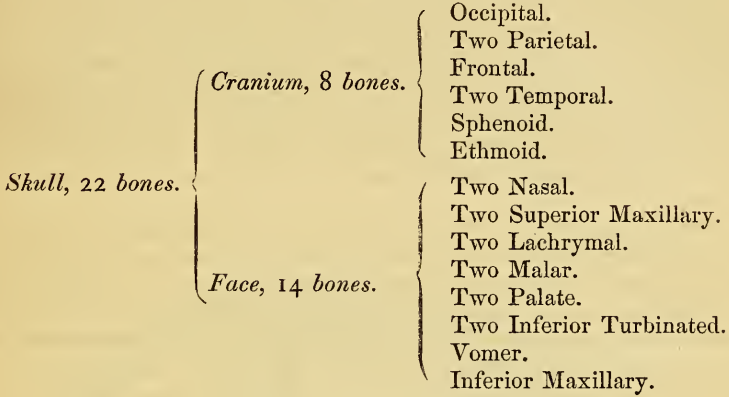 Skull, 22 bones.
Cranium, 8 bones.
Occipital.
Two Parietal.
Frontal.
Two Temporal.
Sphenoid.
Ethmoid.
Face, 14 bones.
Two Nasal.
Two Superior Maxillary.
Two Lachrymal.
Two Malar.
Two Palate.
Two Inferior Turbinated.
Vomer.
Inferior Maxillary.